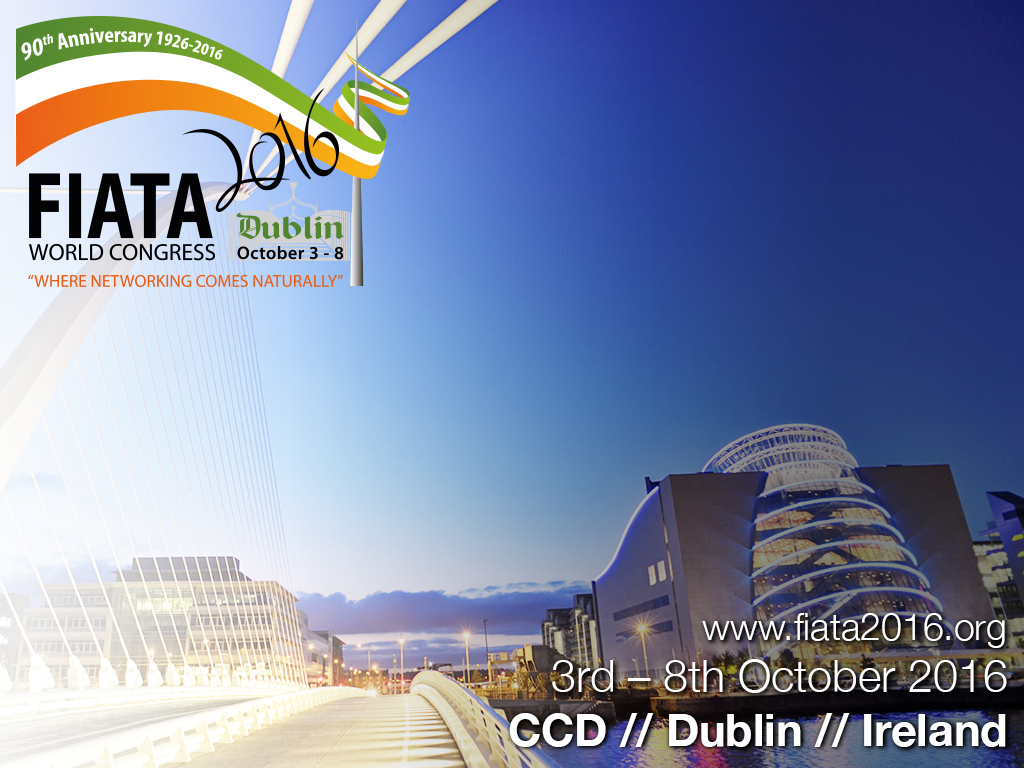 90th Anniversary 1926-2016
2016
FIATA
WORLD CONGRESS
Dublin
October 3 - 8
“WHERE NETWORKING COMES NATURALLY”
www.fiata2016.org
3rd – 8th October 2016
CCD // Dublin // Ireland